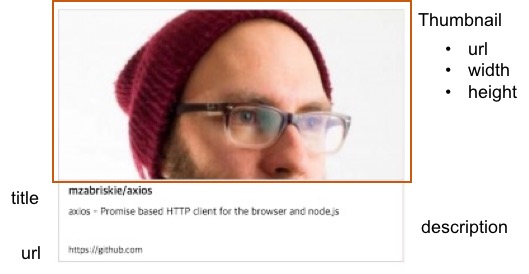 Thumbnail
• url
• width
• height
mzabriskie/axios
title
axios - Promise based HTTP client for the browser and node.js
description
https://github.com
url